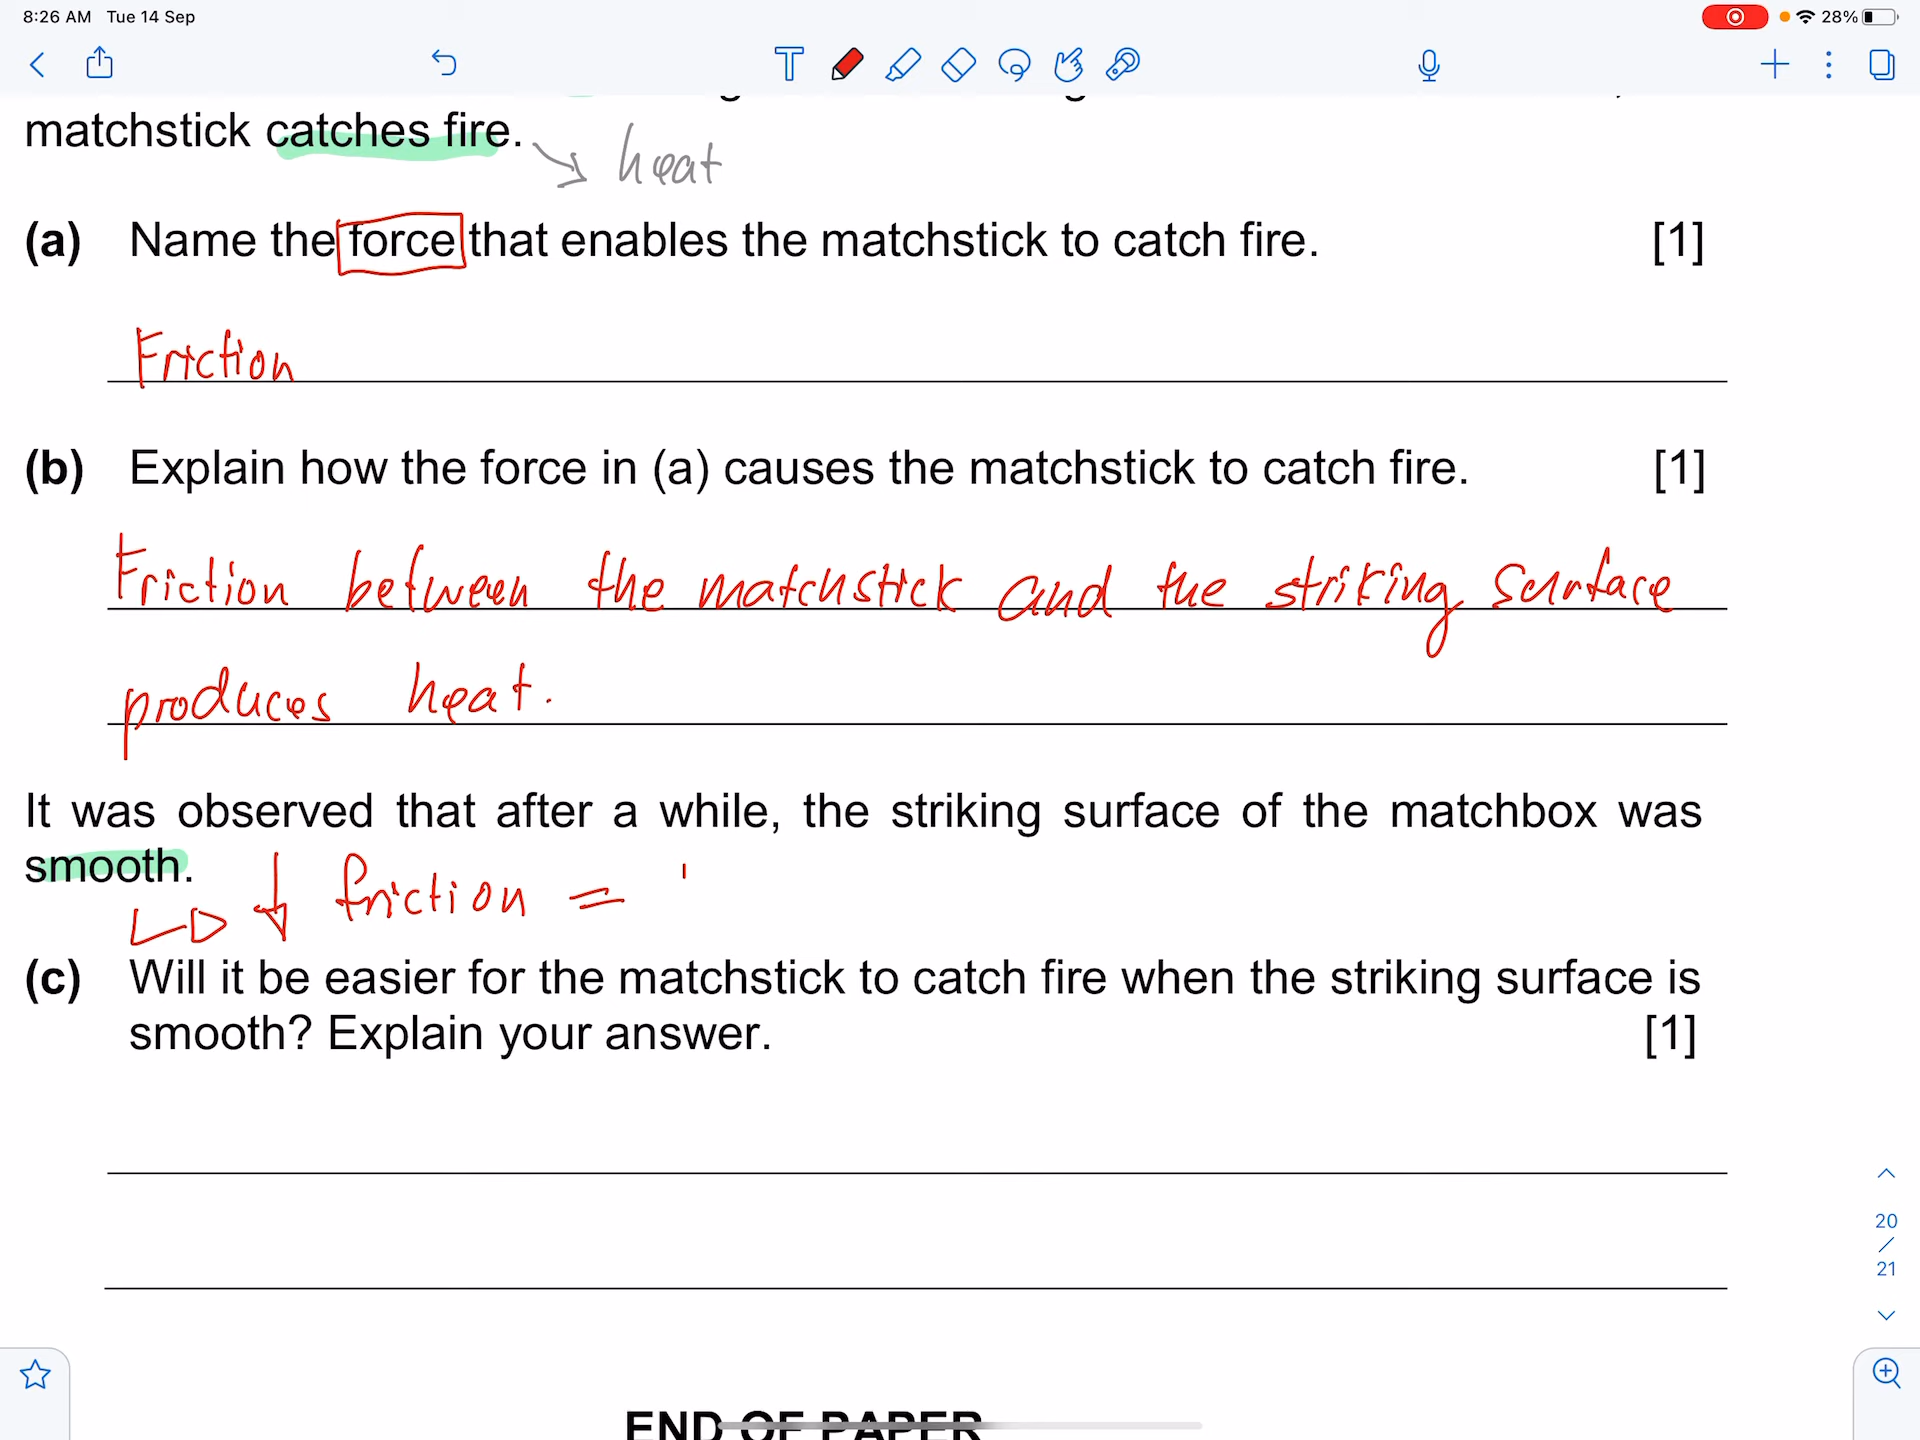 8:26 AM Tue 14 Sep
28%
matchstick catches fire.
heat
(a) Name the force that enables the matchstick to catch fire. [1]
Friction
(b) Explain how the force in (a) causes the matchstick to catch fire. [1]
Friction between the matchstick and the striking surface
produces heat.
It was observed that after a while, the striking surface of the matchbox was
smooth.
↓ friction =
(c) Will it be easier for the matchstick to catch fire when the striking surface is
smooth? Explain your answer. [1]
20
/
21
END OF PAPER